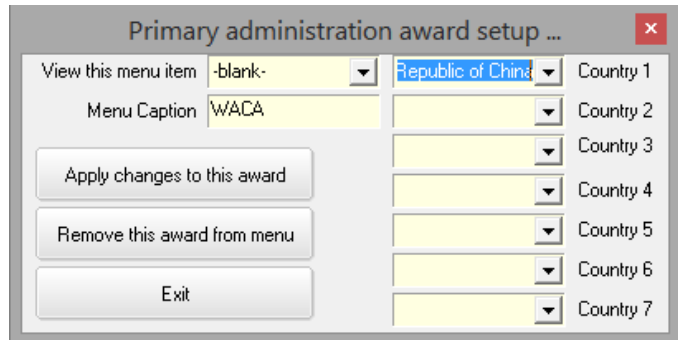 Primary administration award setup ...
View this menu item -blank- Republic of China Country 1
Menu Caption WACA Country 2
Country 3
Apply changes to this award
Country 4
Remove this award from menu Country 5
Country 6
Exit
Country 7